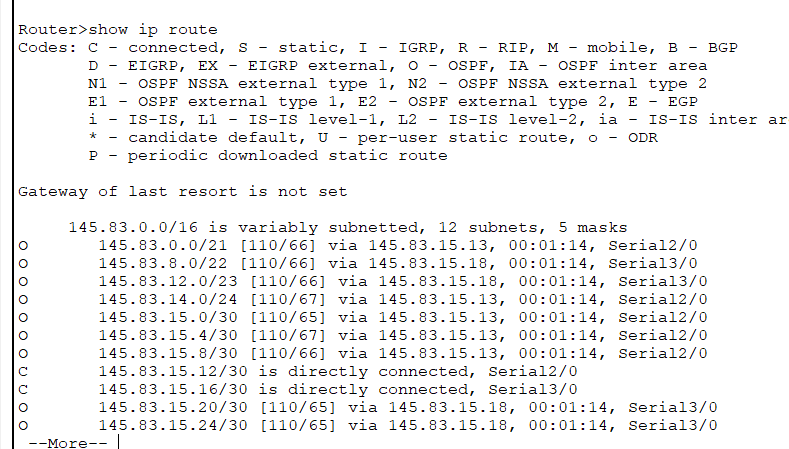 Router>show ip route
Codes: C - connected, S - static, I - IGRP, R - RIP, M - mobile, B - BGP
D - EIGRP, EX - EIGRP external, O - OSPF, IA - OSPF inter area
N1 - OSPF NSSA external type 1, N2 - OSPF NSSA external type 2
E1 - OSPF external type 1, E2 - OSPF external type 2, E - EGP
i - IS-IS, L1 - IS-IS level-1, L2 - IS-IS level-2, ia - IS-IS inter ar
* - candidate default, U - per-user static route, o - ODR
P - periodic downloaded static route
Gateway of last resort is not set
145.83.0.0/16 is variably subnetted, 12 subnets, 5 masks
O 145.83.0.0/21 [110/66] via 145.83.15.13, 00:01:14, Serial2/0
O 145.83.8.0/22 [110/66] via 145.83.15.18, 00:01:14, Serial3/0
O 145.83.12.0/23 [110/66] via 145.83.15.18, 00:01:14, Serial3/0
O 145.83.14.0/24 [110/67] via 145.83.15.13, 00:01:14, Serial2/0
O 145.83.15.0/30 [110/65] via 145.83.15.13, 00:01:14, Serial2/0
O 145.83.15.4/30 [110/67] via 145.83.15.13, 00:01:14, Serial2/0
O 145.83.15.8/30 [110/66] via 145.83.15.13, 00:01:14, Serial2/0
C 145.83.15.12/30 is directly connected, Serial2/0
C 145.83.15.16/30 is directly connected, Serial3/0
O 145.83.15.20/30 [110/65] via 145.83.15.18, 00:01:14, Serial3/0
O 145.83.15.24/30 [110/65] via 145.83.15.18, 00:01:14, Serial3/0
--More--